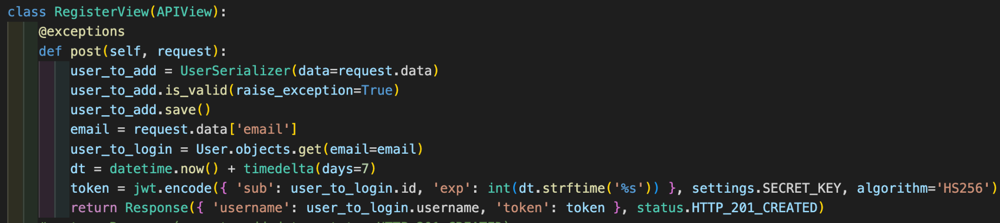 class RegisterView(APIView):
    @exceptions
    def post(self, request):
        user_to_add = UserSerializer(data=request.data)
        user_to_add.is_valid(raise_exception=True)
        user_to_add.save()
        email = request.data['email']
        user_to_login = User.objects.get(email=email)
        dt = datetime.now() + timedelta(days=7)
        token = jwt.encode({ 'sub': user_to_login.id, 'exp': int(dt.strftime('%s')) }, settings.SECRET_KEY, algorithm='HS256')
        return Response({ 'username': user_to_login.username, 'token': token }, status.HTTP_201_CREATED)